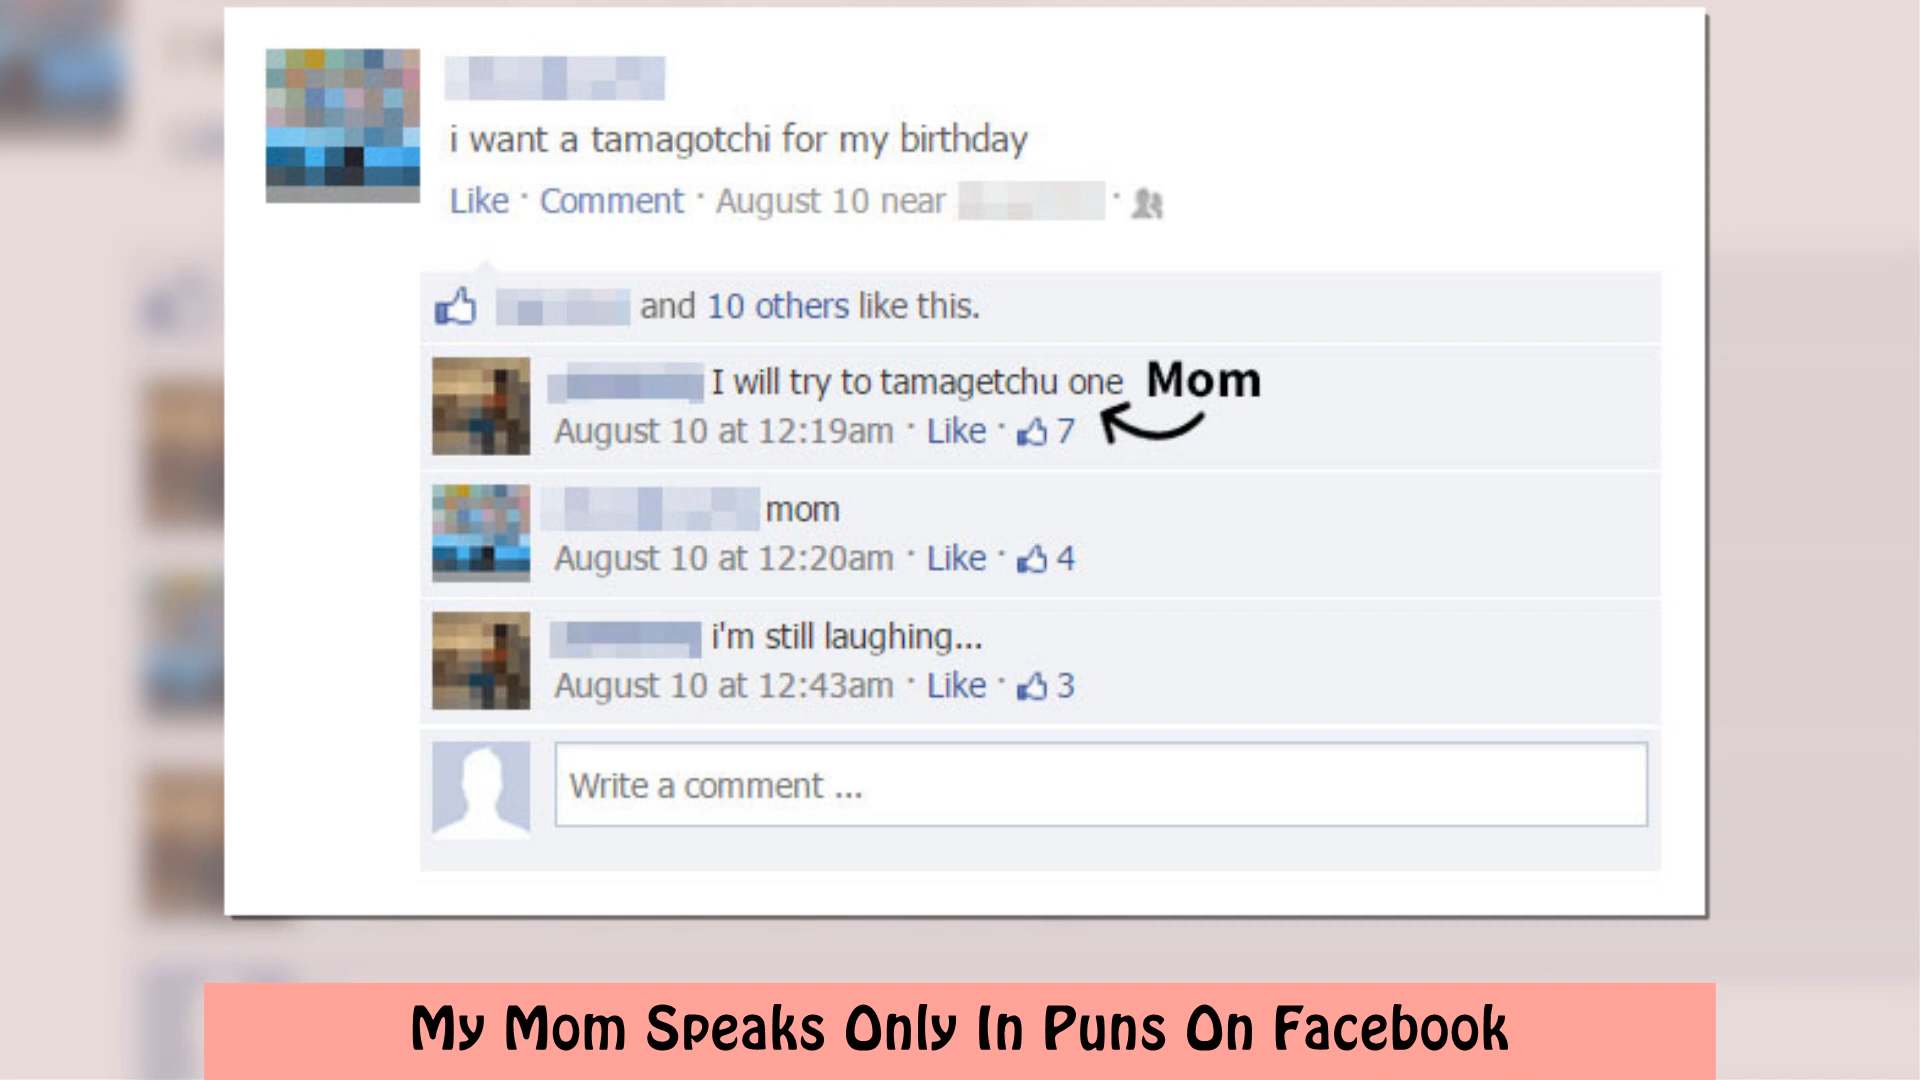 i want a tamagotchi for my birthday
Like · Comment · August 10 near
and 10 others like this.
I will try to tamagetchu one Mom
August 10 at 12:19am · Like · 7
mom
August 10 at 12:20am · Like · 4
i'm still laughing...
August 10 at 12:43am · Like · 3
Write a comment ...
My Mom Speaks Only In Puns On Facebook